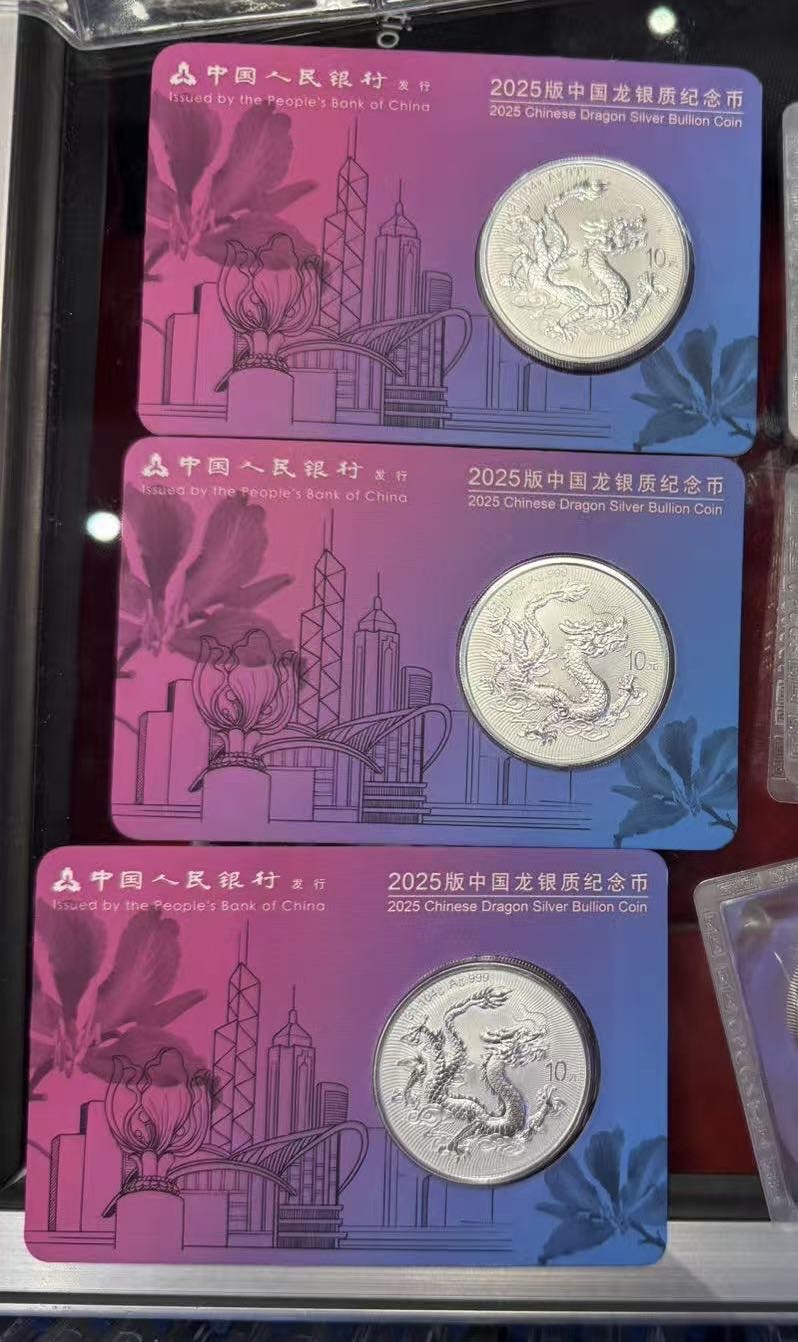 中国人民银行 发行
Issued by the People's Bank of China
2025版中国龙银质纪念币
2025 Chinese Dragon Silver Bullion Coin
10元
中国人民银行 发行
Issued by the People's Bank of China
2025版中国龙银质纪念币
2025 Chinese Dragon Silver Bullion Coin
10元
中国人民银行 发行
Issued by the People's Bank of China
2025版中国龙银质纪念币
2025 Chinese Dragon Silver Bullion Coin
31.104g Ag 999
10元